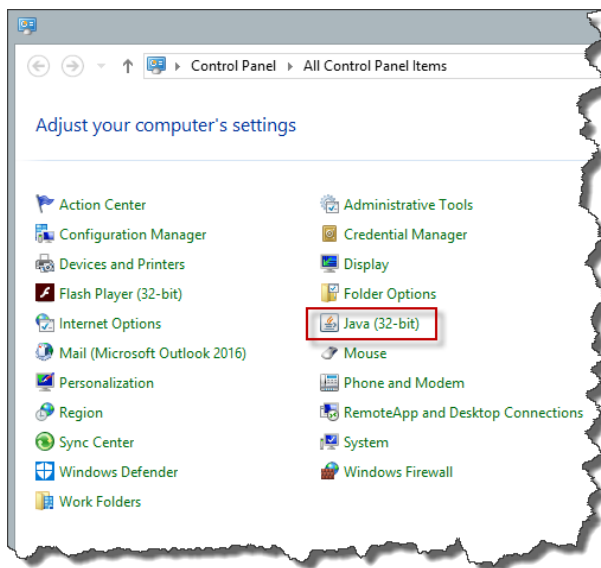 Control Panel All Control Panel Items
Adjust your computer's settings
Action Center
Configuration Manager
Devices and Printers
Flash Player (32-bit)
Internet Options
Mail (Microsoft Outlook 2016)
Personalization
Region
Sync Center
Windows Defender
Work Folders
Administrative Tools
Credential Manager
Display
Folder Options
Java (32-bit)
Mouse
Phone and Modem
RemoteApp and Desktop Connections
System
Windows Firewall